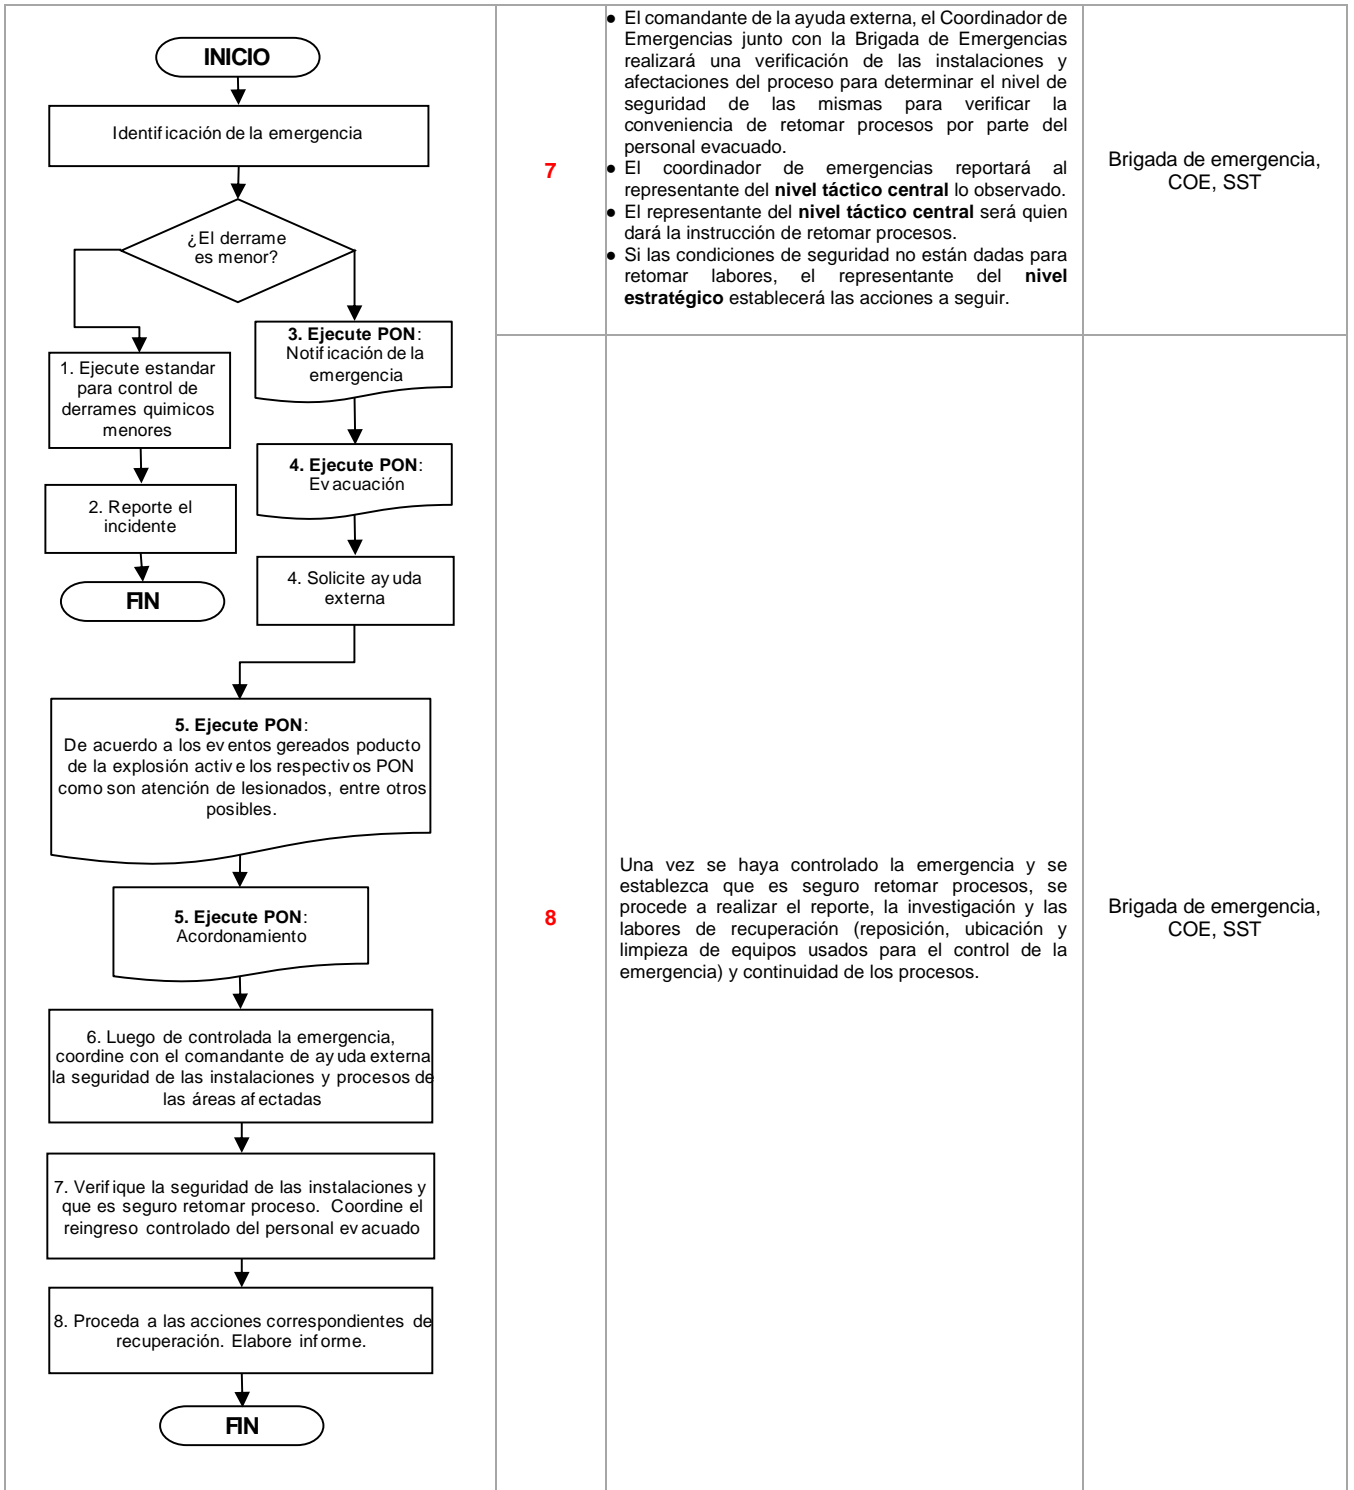 INICIO
Identificación de la emergencia
¿El derrame
es menor?
1. Ejecute estandar
para control de
derrames quimicos
menores
2. Reporte el
incidente
FIN
3. Ejecute PON:
Notificación de la
emergencia
4. Ejecute PON:
Evacuación
4. Solicite ayuda
externa
5. Ejecute PON:
De acuerdo a los eventos gereados poducto
de la explosión active los respectivos PON
como son atención de lesionados, entre otros
posibles.
5. Ejecute PON:
Acordonamiento
6. Luego de controlada la emergencia,
coordine con el comandante de ayuda externa
la seguridad de las instalaciones y procesos de
las áreas afectadas
7. Verifique la seguridad de las instalaciones y
que es seguro retomar proceso. Coordine el
reingreso controlado del personal evacuado
8. Proceda a las acciones correspondientes de
recuperación. Elabore informe.
FIN
7
● El comandante de la ayuda externa, el Coordinador de
Emergencias junto con la Brigada de Emergencias
realizará una verificación de las instalaciones y
afectaciones del proceso para determinar el nivel de
seguridad de las mismas para verificar la
conveniencia de retomar procesos por parte del
personal evacuado.
● El coordinador de emergencias reportará al
representante del nivel táctico central lo observado.
● El representante del nivel táctico central será quien
dará la instrucción de retomar procesos.
● Si las condiciones de seguridad no están dadas para
retomar labores, el representante del nivel
estratégico establecerá las acciones a seguir.
Brigada de emergencia,
COE, SST
8
Una vez se haya controlado la emergencia y se
establezca que es seguro retomar procesos, se
procede a realizar el reporte, la investigación y las
labores de recuperación (reposición, ubicación y
limpieza de equipos usados para el control de la
emergencia) y continuidad de los procesos.
Brigada de emergencia,
COE, SST